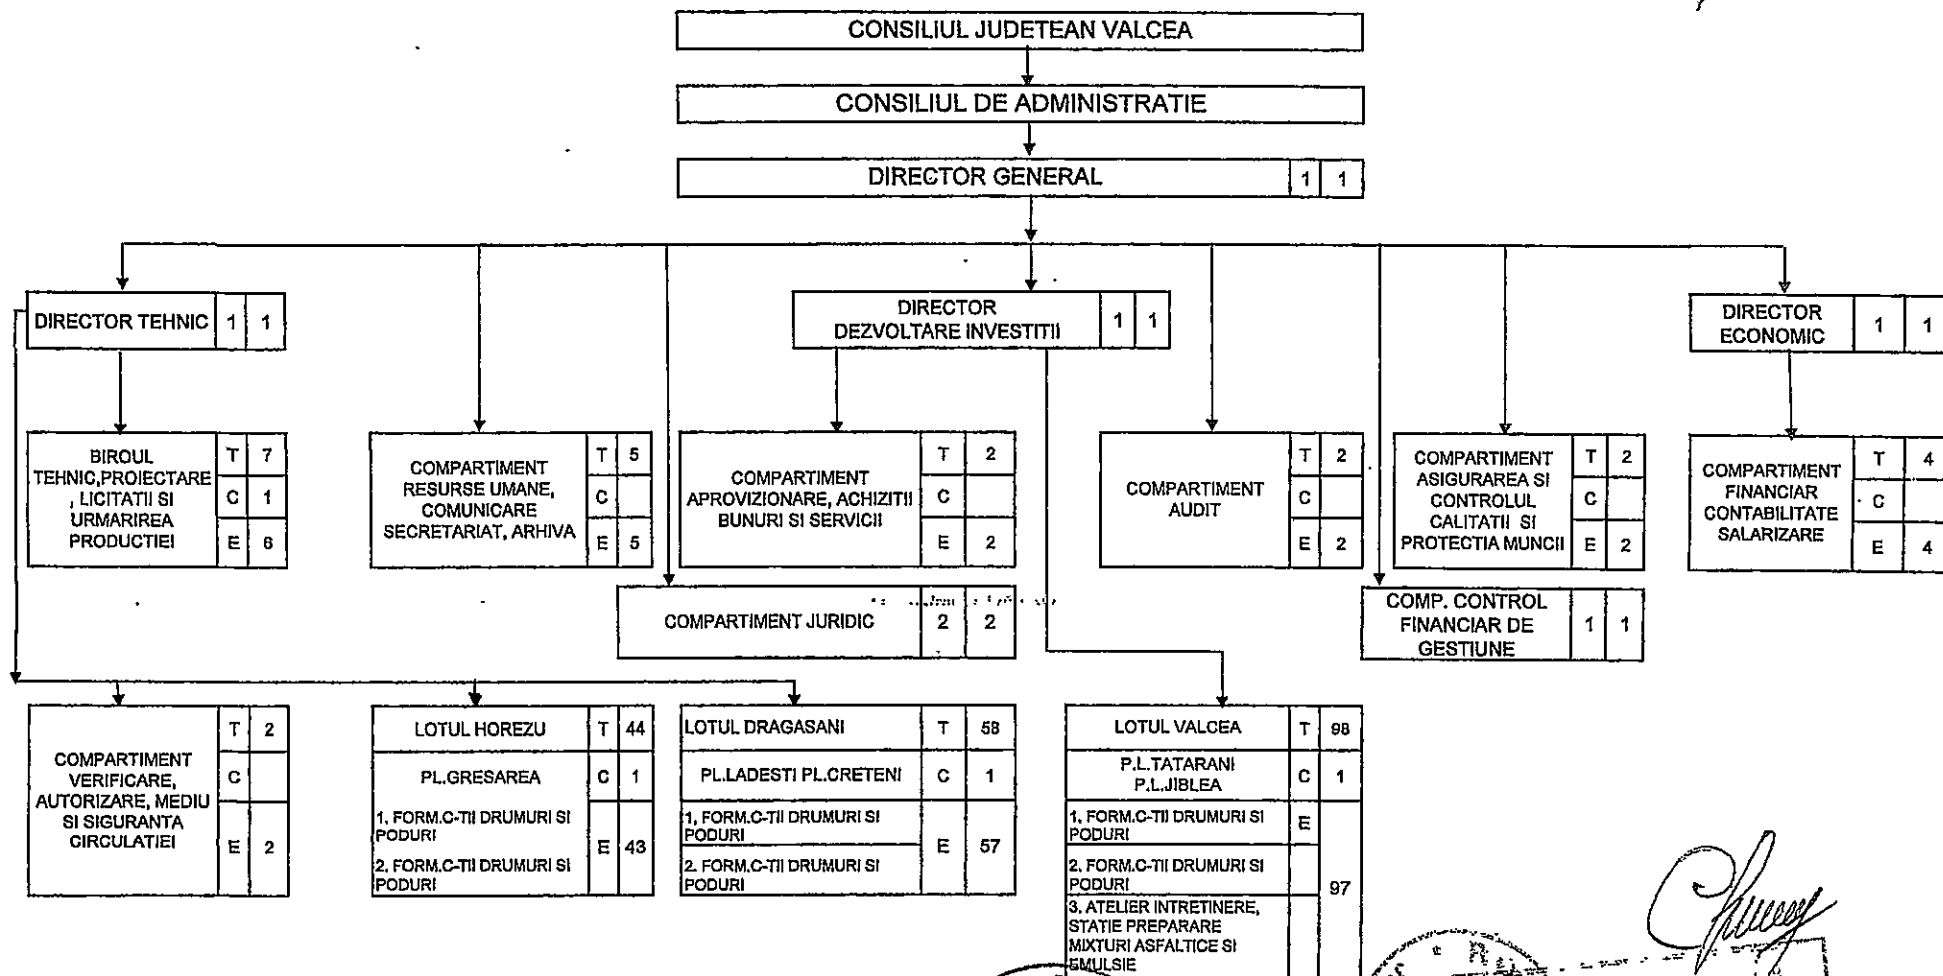 CONSILIUL JUDETEAN VALCEA
CONSILIUL DE ADMINISTRATIE
DIRECTOR GENERAL 1 1
DIRECTOR TEHNIC 1 1
DIRECTOR
DEZVOLTARE INVESTITII
1 1
DIRECTOR
ECONOMIC
1 1
BIROUL
TEHNIC,PROIECTARE
, LICITATII SI
URMARIREA
PRODUCTIEI
T 7
C 1
E 6
COMPARTIMENT
RESURSE UMANE,
COMUNICARE
SECRETARIAT, ARHIVA
T 5
C
E 5
COMPARTIMENT
APROVIZIONARE, ACHIZITII
BUNURI SI SERVICII
T 2
C
E 2
COMPARTIMENT
AUDIT
T 2
C
E 2
COMPARTIMENT
ASIGURAREA SI
CONTROLUL
CALITATII SI
PROTECTIA MUNCII
T 2
C
E 2
COMPARTIMENT
FINANCIAR
CONTABILITATE
SALARIZARE
T 4
C
E 4
COMPARTIMENT JURIDIC 2 2
COMP. CONTROL
FINANCIAR DE
GESTIUNE
1 1
COMPARTIMENT
VERIFICARE,
AUTORIZARE, MEDIU
SI SIGURANTA
CIRCULATIEI
T 2
C
E 2
LOTUL HOREZU T 44
PL.GRESAREA C 1
1. FORM.C-TII DRUMURI SI
PODURI
2. FORM.C-TII DRUMURI SI
PODURI
E 43
LOTUL DRAGASANI T 58
PL.LADESTI PL.CRETENI C 1
1. FORM.C-TII DRUMURI SI
PODURI
2. FORM.C-TII DRUMURI SI
PODURI
E 57
LOTUL VALCEA T 98
P.L.TATARANI
P.L.JIBLEA
C 1
1. FORM.C-TII DRUMURI SI
PODURI
E
2. FORM.C-TII DRUMURI SI
PODURI
97
3. ATELIER INTRETINERE,
STATIE PREPARARE
MIXTURI ASFALTICE SI
EMULSIE